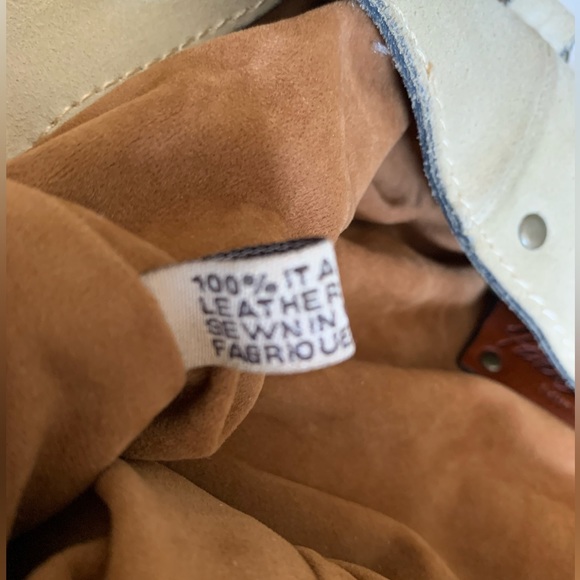 100% ITA
LEATHER
SEWN IN
FABRIQUE